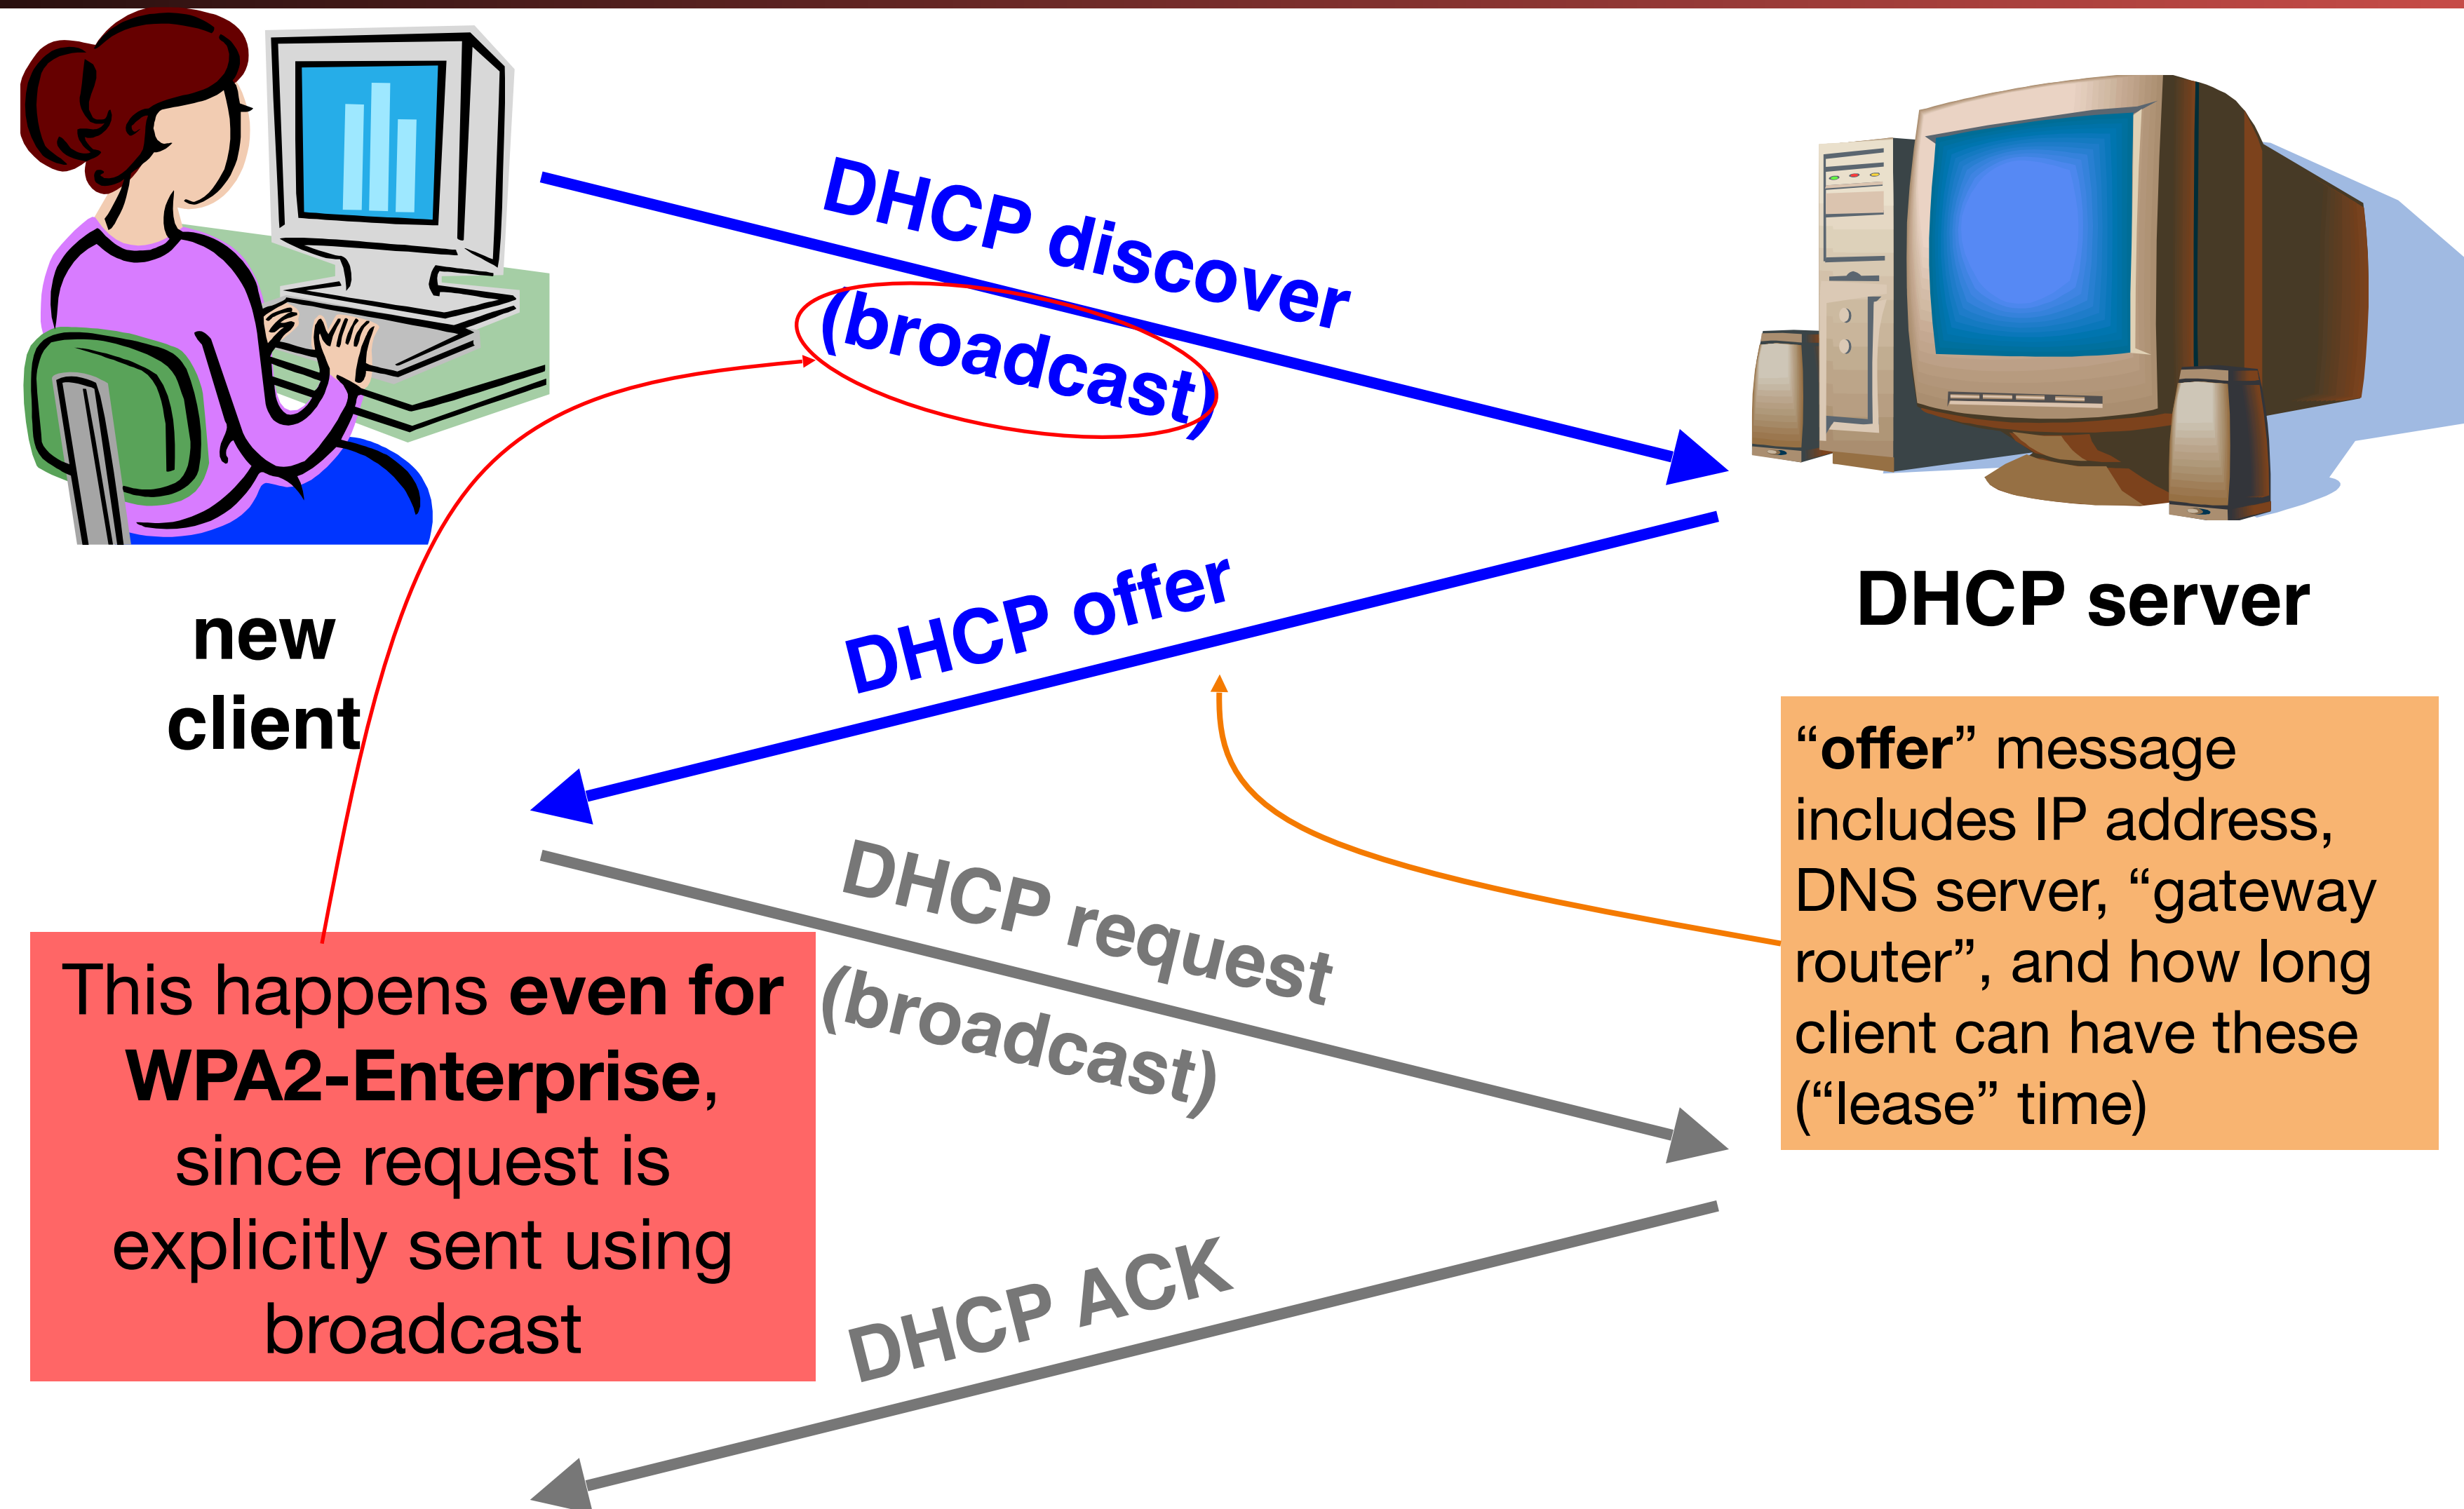 DHCP discover
(broadcast)
new
client
DHCP server
DHCP offer
“offer” message
includes IP address,
DNS server, “gateway
router”, and how long
client can have these
(“lease” time)
DHCP request
(broadcast)
This happens even for
WPA2-Enterprise,
since request is
explicitly sent using
broadcast
DHCP ACK